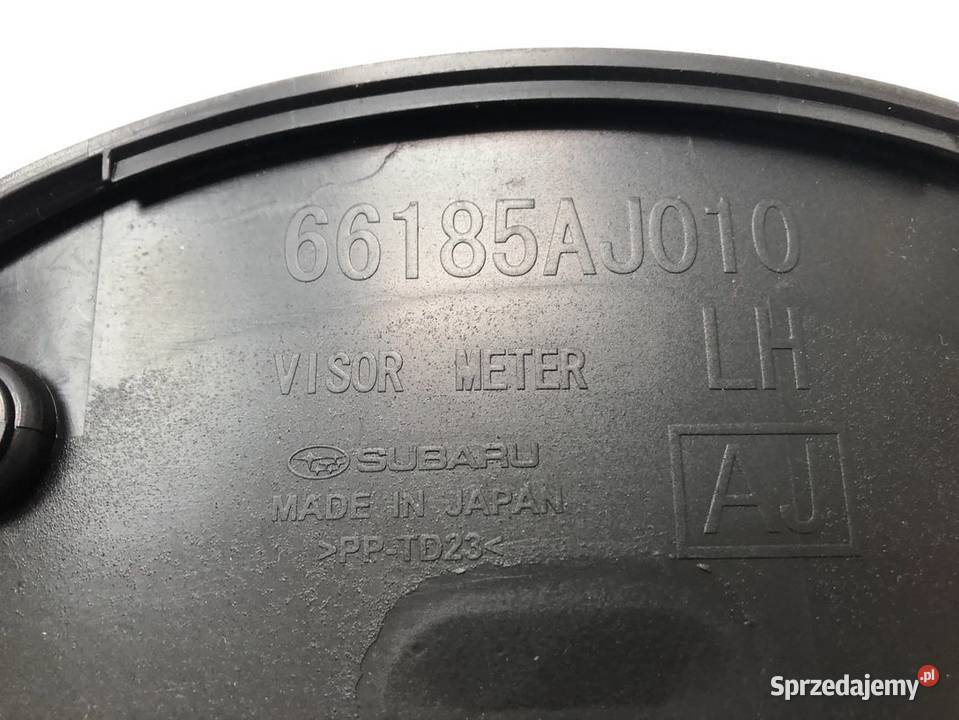 66185AJ010
LH
VISOR METER
SUBARU
AJ
MADE IN JAPAN
>PP-TD23<
Sprzedajemy.pl